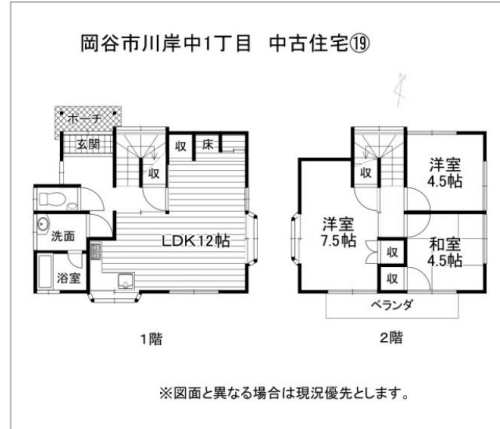 岡谷市川岸中1丁目 中古住宅⑲
ポーチ
玄関
収
床
収
洗面
浴室
LDK12帖
1階
収
洋室
4.5帖
洋室
7.5帖
収
和室
4.5帖
収
ベランダ
2階
※図面と異なる場合は現況優先とします。